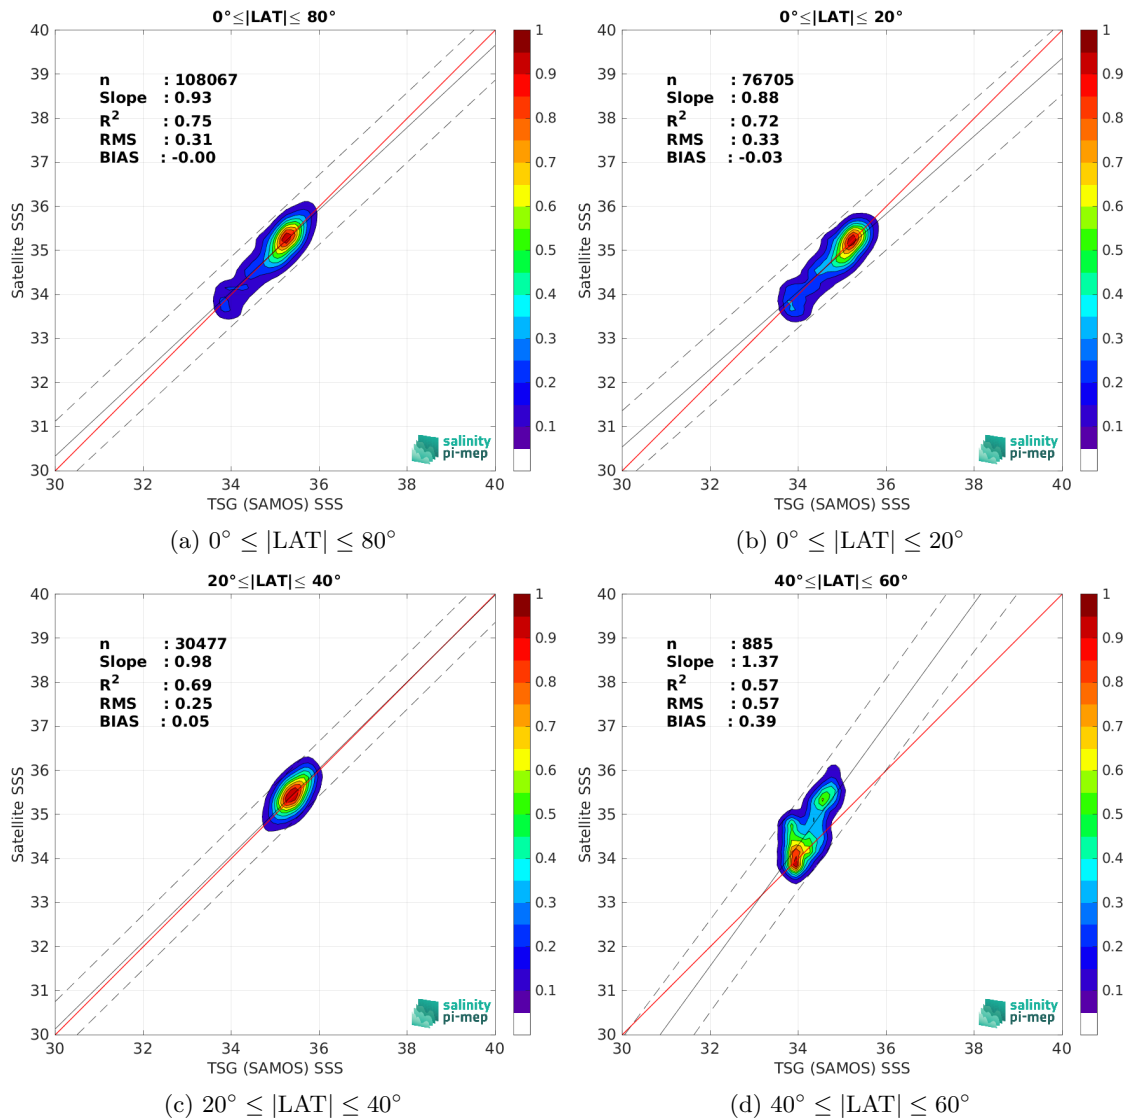 0°≤|LAT|≤ 80°
40
39
38
37
36
35
34
33
32
31
30
Satellite SSS
n : 108067
Slope : 0.93
R² : 0.75
RMS : 0.31
BIAS : -0.00
salinity
pi-mep
30 32 34 36 38 40
TSG (SAMOS) SSS
1
0.9
0.8
0.7
0.6
0.5
0.4
0.3
0.2
0.1
(a) 0° ≤ |LAT| ≤ 80°
0°≤|LAT|≤ 20°
40
39
38
37
36
35
34
33
32
31
30
Satellite SSS
n : 76705
Slope : 0.88
R² : 0.72
RMS : 0.33
BIAS : -0.03
salinity
pi-mep
30 32 34 36 38 40
TSG (SAMOS) SSS
1
0.9
0.8
0.7
0.6
0.5
0.4
0.3
0.2
0.1
(b) 0° ≤ |LAT| ≤ 20°
20°≤|LAT|≤ 40°
40
39
38
37
36
35
34
33
32
31
30
Satellite SSS
n : 30477
Slope : 0.98
R² : 0.69
RMS : 0.25
BIAS : 0.05
salinity
pi-mep
30 32 34 36 38 40
TSG (SAMOS) SSS
1
0.9
0.8
0.7
0.6
0.5
0.4
0.3
0.2
0.1
(c) 20° ≤ |LAT| ≤ 40°
40°≤|LAT|≤ 60°
40
39
38
37
36
35
34
33
32
31
30
Satellite SSS
n : 885
Slope : 1.37
R² : 0.57
RMS : 0.57
BIAS : 0.39
salinity
pi-mep
30 32 34 36 38 40
TSG (SAMOS) SSS
1
0.9
0.8
0.7
0.6
0.5
0.4
0.3
0.2
0.1
(d) 40° ≤ |LAT| ≤ 60°